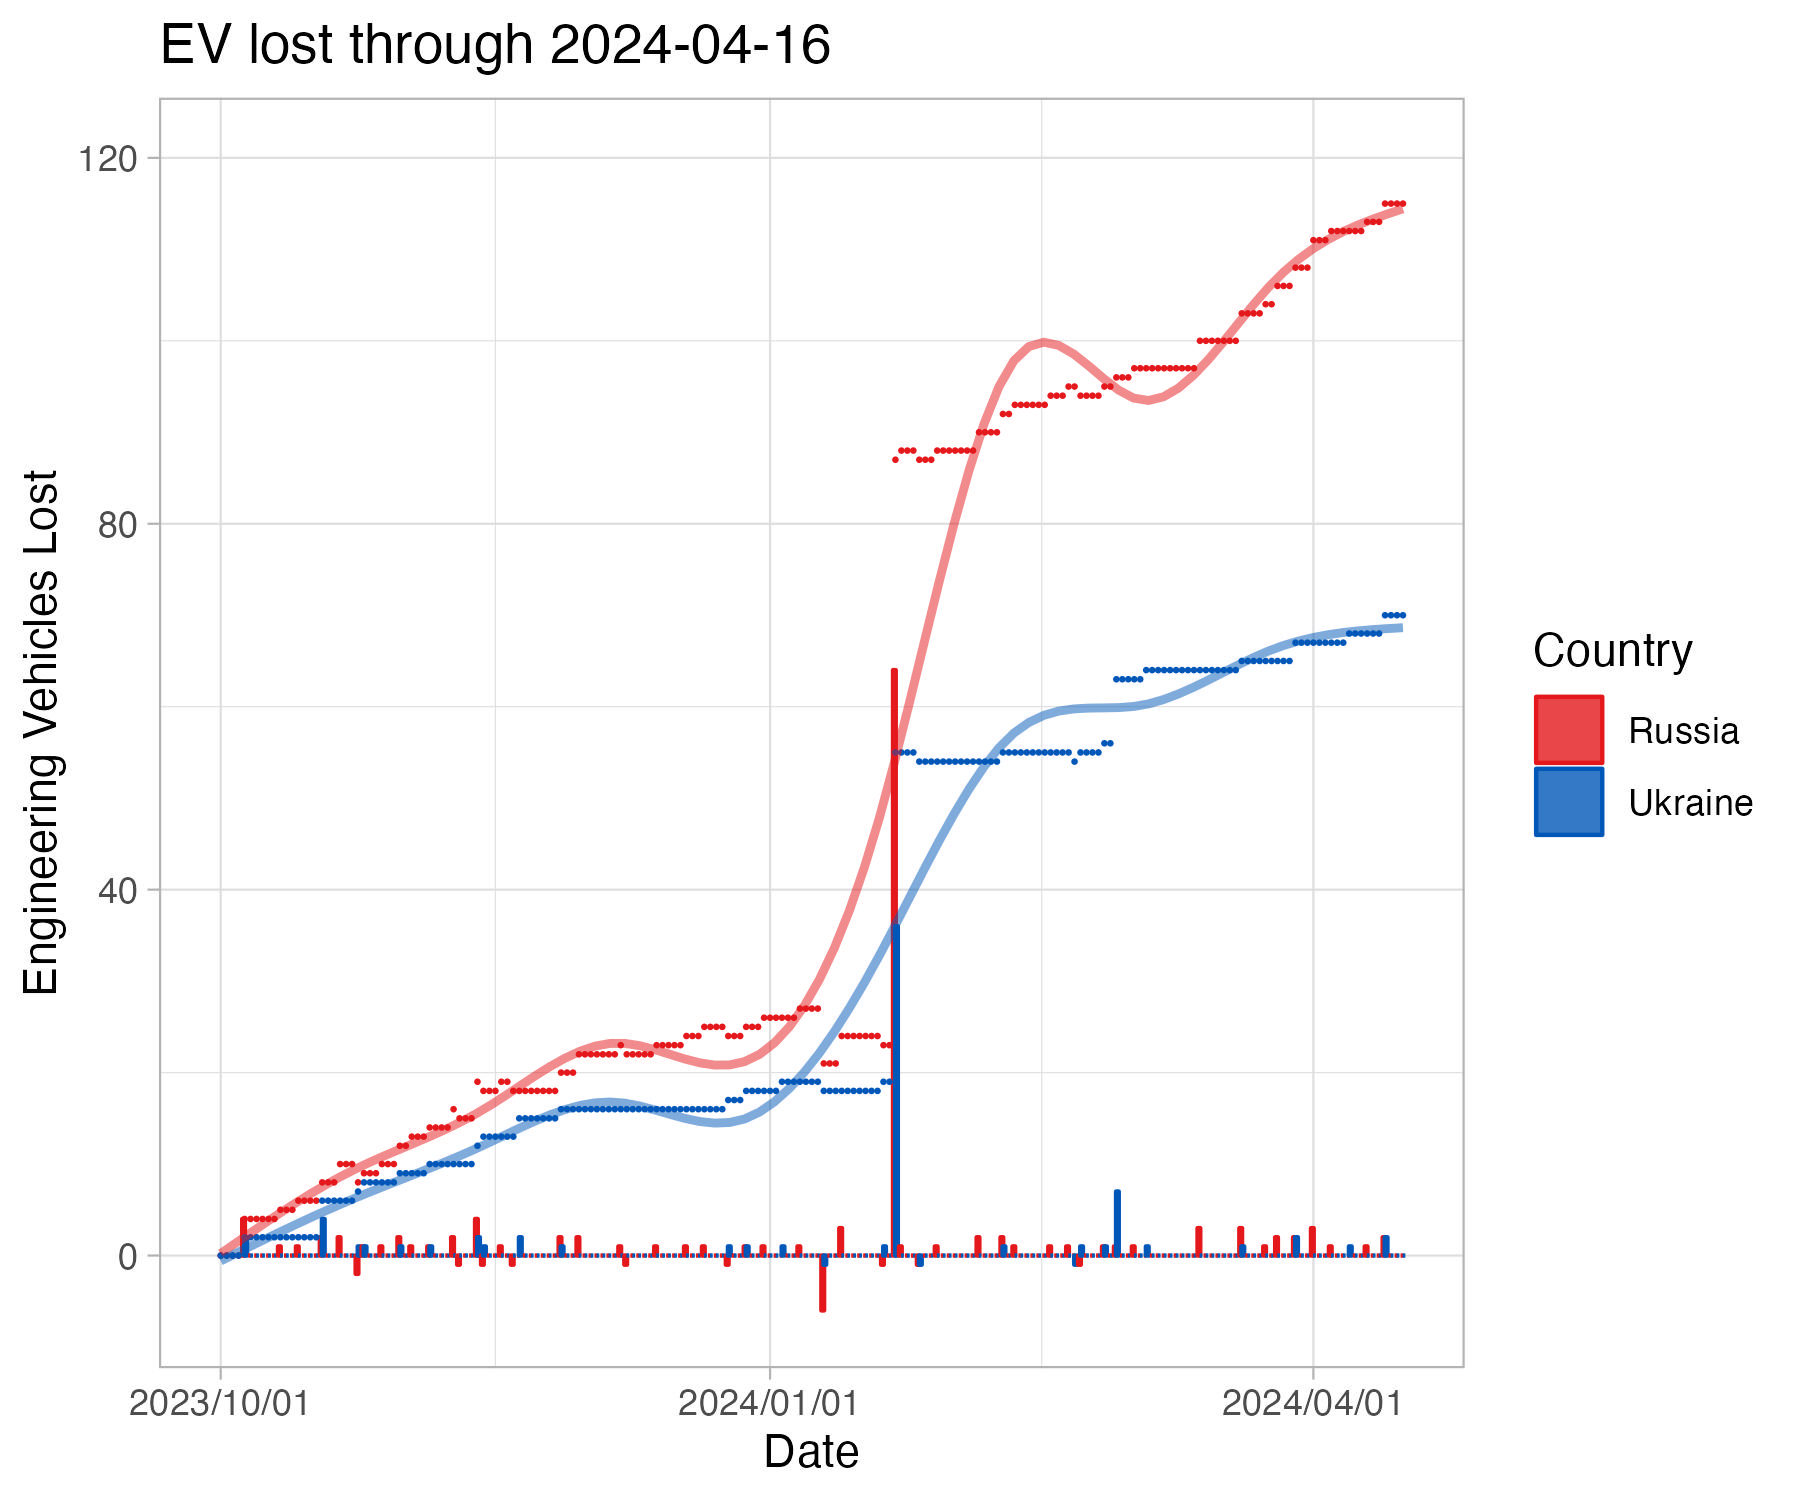 EV lost through 2024-04-16
Engineering Vehicles Lost
120
80
40
0
2023/10/01
2024/01/01
2024/04/01
Date
Country
Russia
Ukraine